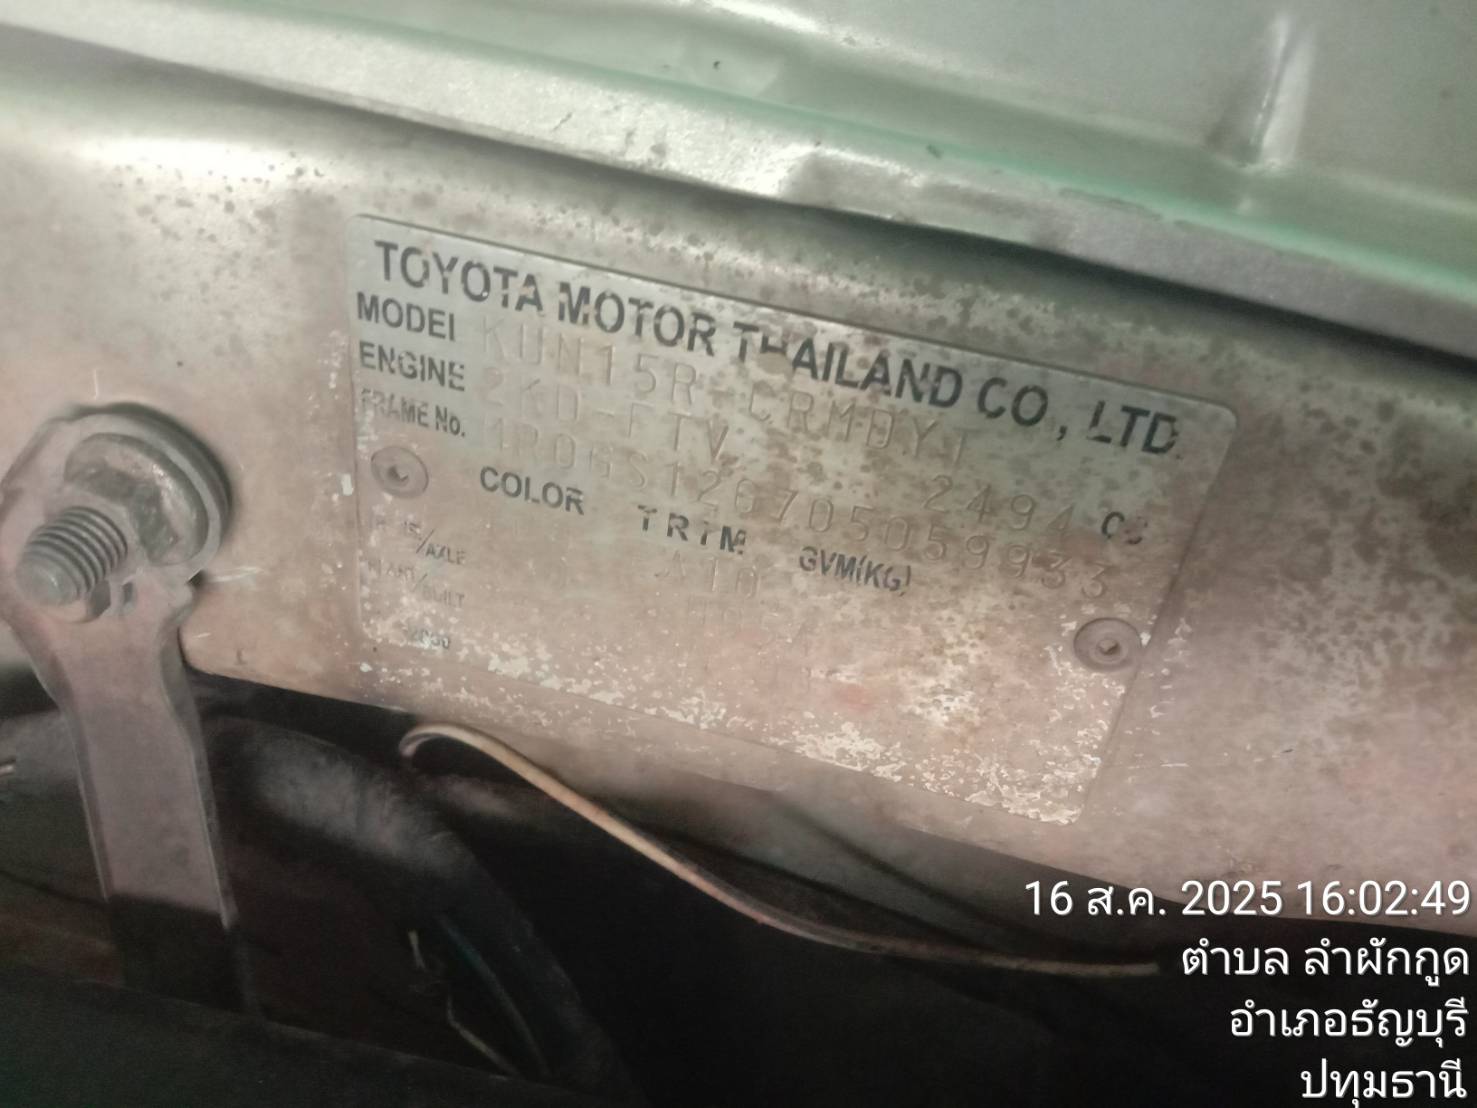 TOYOTA MOTOR THAILAND CO., LTD.
MODEL KUN15R-CRMDYT
ENGINE 2KD-FTV 2494 CC
FRAME No. 1R0GS126705059933
COLOR TRIM GVM(KG)
A10
16 ส.ค. 2025 16:02:49
ตำบล ลำผักกูด
อำเภอธัญบุรี
ปทุมธานี